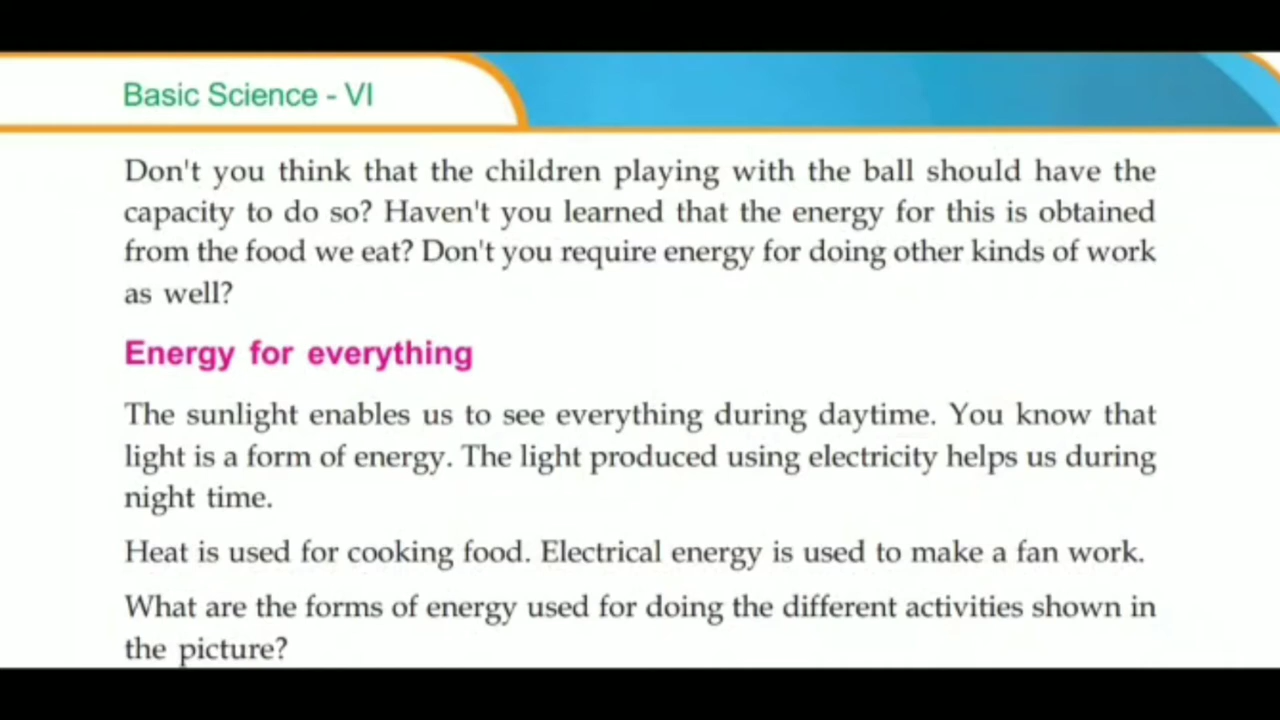 Basic Science - VI
Don't you think that the children playing with the ball should have the
capacity to do so? Haven't you learned that the energy for this is obtained
from the food we eat? Don't you require energy for doing other kinds of work
as well?
Energy for everything
The sunlight enables us to see everything during daytime. You know that
light is a form of energy. The light produced using electricity helps us during
night time.
Heat is used for cooking food. Electrical energy is used to make a fan work.
What are the forms of energy used for doing the different activities shown in
the picture?